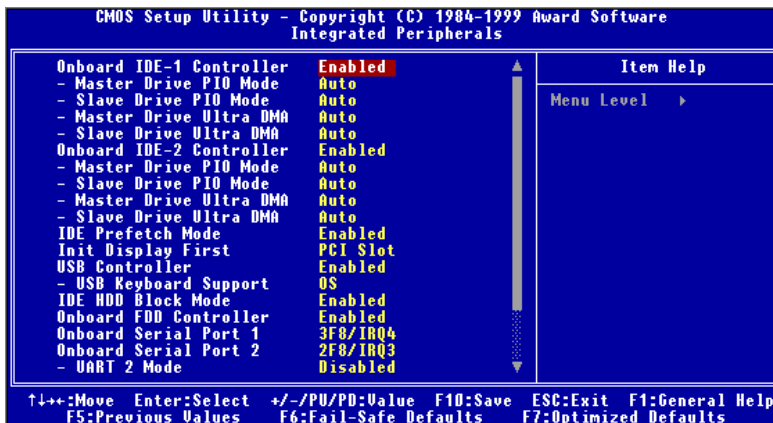 CMOS Setup Utility - Copyright (C) 1984-1999 Award Software
Integrated Peripherals
Onboard IDE-1 Controller Enabled
- Master Drive PIO Mode Auto
- Slave Drive PIO Mode Auto
- Master Drive Ultra DMA Auto
- Slave Drive Ultra DMA Auto
Onboard IDE-2 Controller Enabled
- Master Drive PIO Mode Auto
- Slave Drive PIO Mode Auto
- Master Drive Ultra DMA Auto
- Slave Drive Ultra DMA Auto
IDE Prefetch Mode Enabled
Init Display First PCI Slot
USB Controller Enabled
- USB Keyboard Support OS
IDE HDD Block Mode Enabled
Onboard FDD Controller Enabled
Onboard Serial Port 1 3F8/IRQ4
Onboard Serial Port 2 2F8/IRQ3
- UART 2 Mode Disabled
Item Help
Menu Level ▸
↑↓→←:Move Enter:Select +/-/PU/PD:Value F10:Save ESC:Exit F1:General Help
F5:Previous Values F6:Fail-Safe Defaults F7:Optimized Defaults